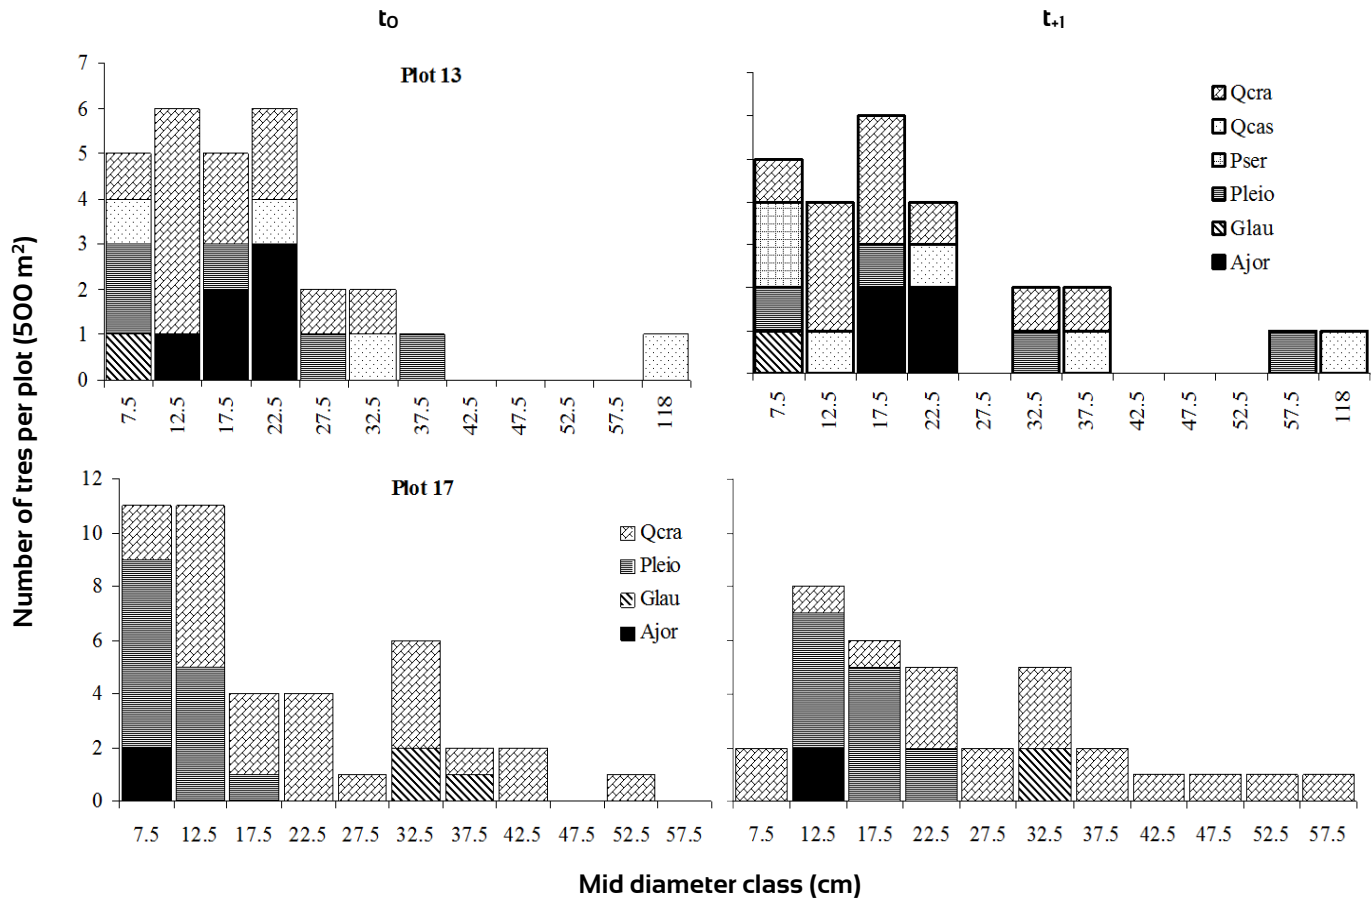 t₀
t₊₁
Number of tres per plot (500 m²)
Plot 13
7
6
5
4
3
2
1
0
7.5 12.5 17.5 22.5 27.5 32.5 37.5 42.5 47.5 52.5 57.5 118
Qcra
Qcas
Pser
Pleio
Glau
Ajor
7.5 12.5 17.5 22.5 27.5 32.5 37.5 42.5 47.5 52.5 57.5 118
Plot 17
12
10
8
6
4
2
0
Qcra
Pleio
Glau
Ajor
7.5 12.5 17.5 22.5 27.5 32.5 37.5 42.5 47.5 52.5 57.5
7.5 12.5 17.5 22.5 27.5 32.5 37.5 42.5 47.5 52.5 57.5
Mid diameter class (cm)